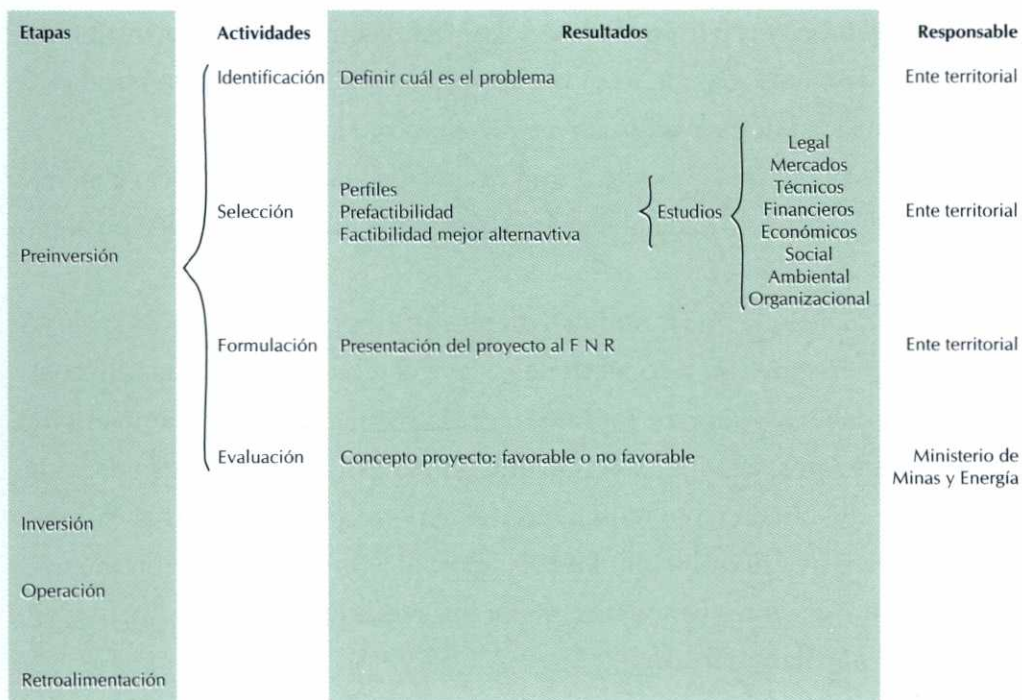 Etapas Actividades Resultados Responsable
Identificación Definir cuál es el problema Ente territorial
Legal
Mercados
Perfiles Técnicos
Selección Prefactibilidad Estudios Financieros Ente territorial
Factibilidad mejor alternavtiva Económicos
Preinversión Social
Ambiental
Organizacional
Formulación Presentación del proyecto al F N R Ente territorial
Evaluación Concepto proyecto: favorable o no favorable Ministerio de
Minas y Energía
Inversión
Operación
Retroalimentación